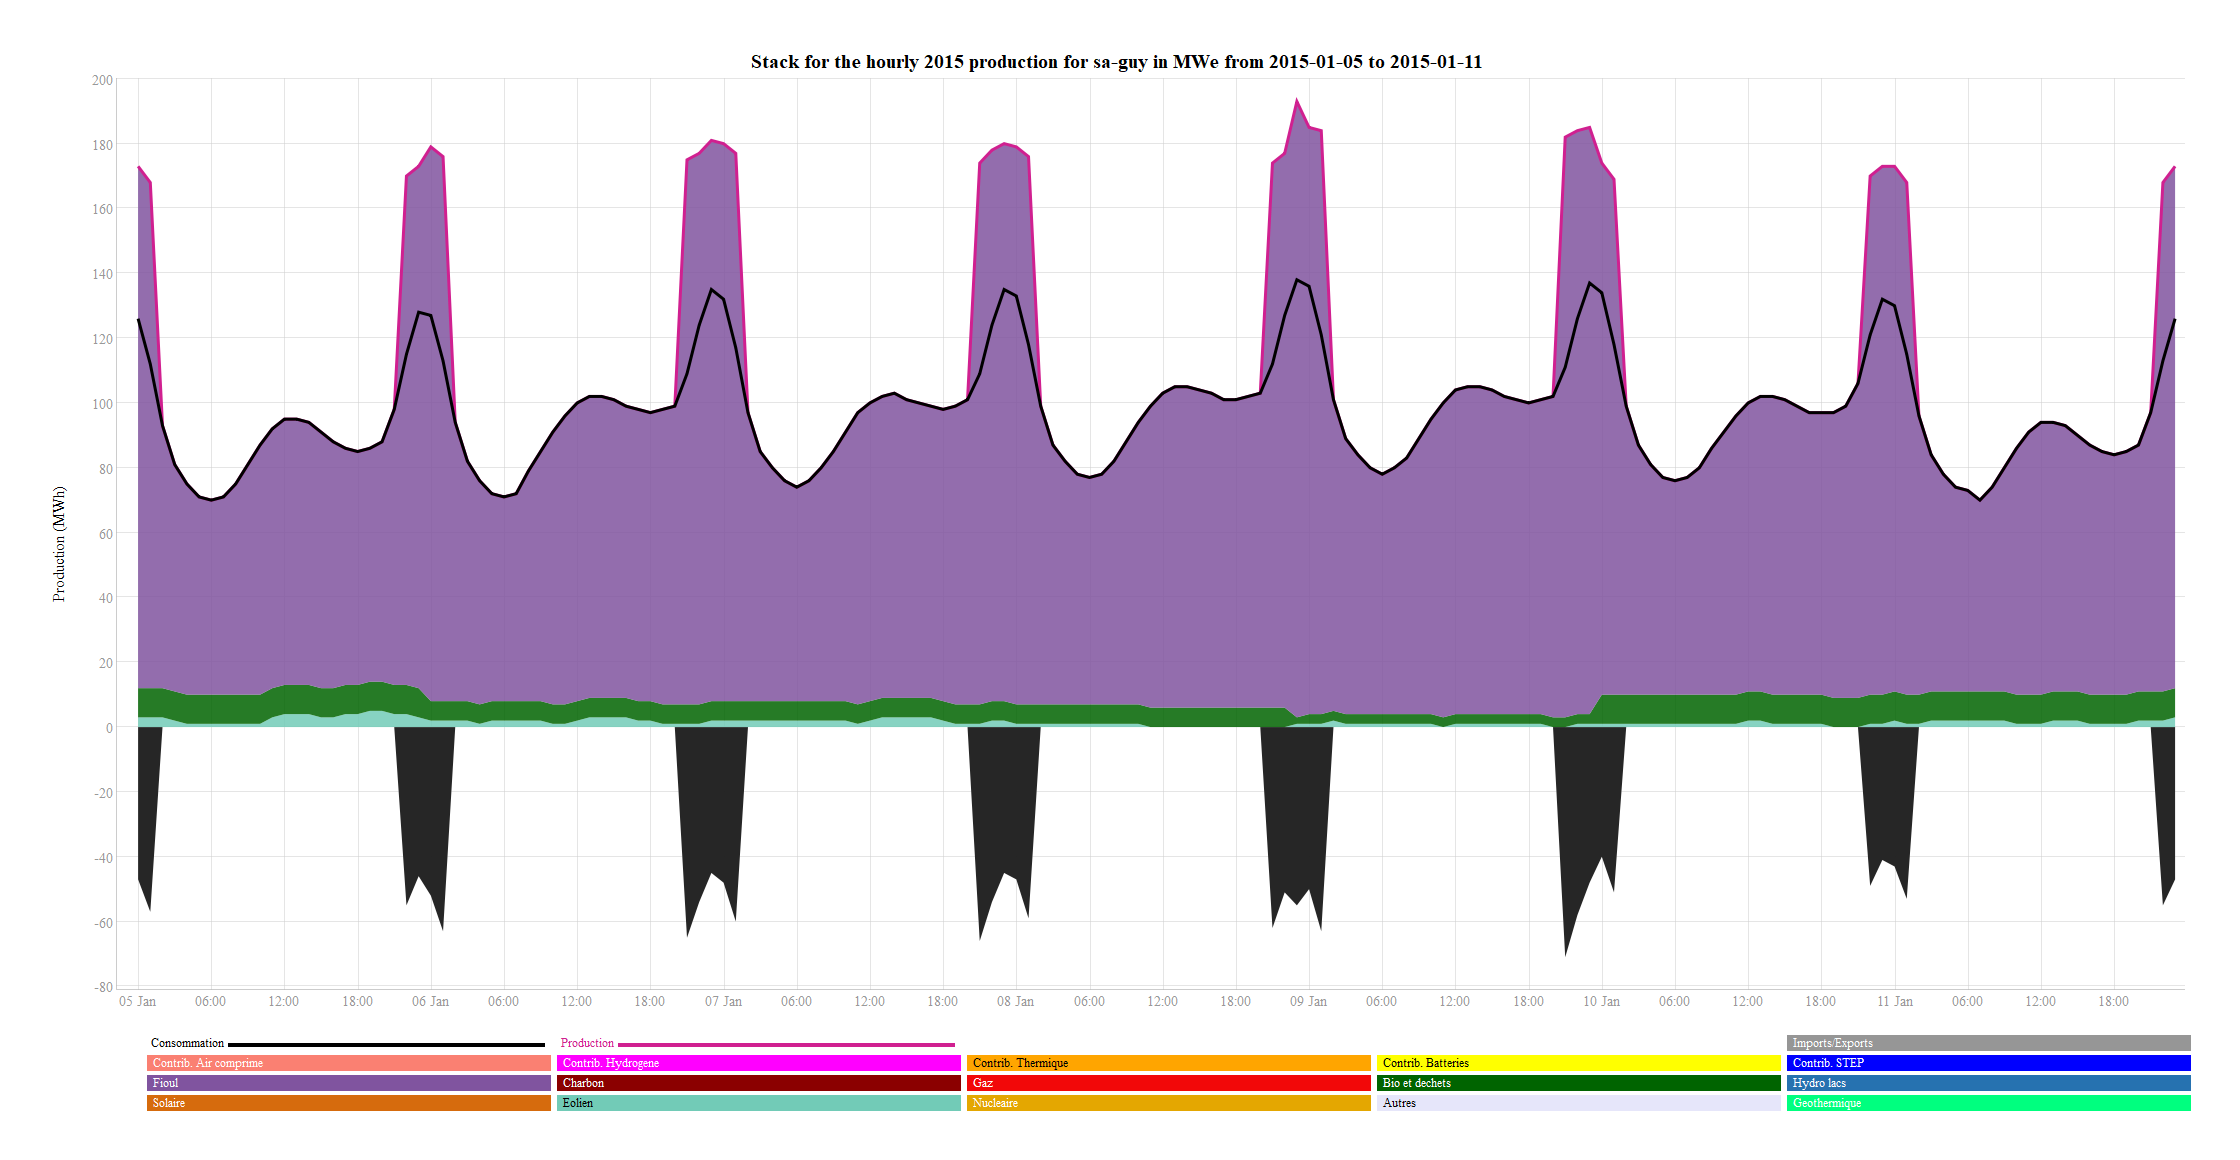 Stack for the hourly 2015 production for sa-guy in MWe from 2015-01-05 to 2015-01-11
Production (MWh)
200
180
160
140
120
100
80
60
40
20
0
-20
-40
-60
-80
05 Jan 06:00 12:00 18:00 06 Jan 06:00 12:00 18:00 07 Jan 06:00 12:00 18:00 08 Jan 06:00 12:00 18:00 09 Jan 06:00 12:00 18:00 10 Jan 06:00 12:00 18:00 11 Jan 06:00 12:00 18:00
Consommation Production Imports/Exports
Contrib. Air comprime Contrib. Hydrogene Contrib. Thermique Contrib. Batteries Contrib. STEP
Fioul Charbon Gaz Bio et dechets Hydro lacs
Solaire Eolien Nucleaire Autres Geothermique